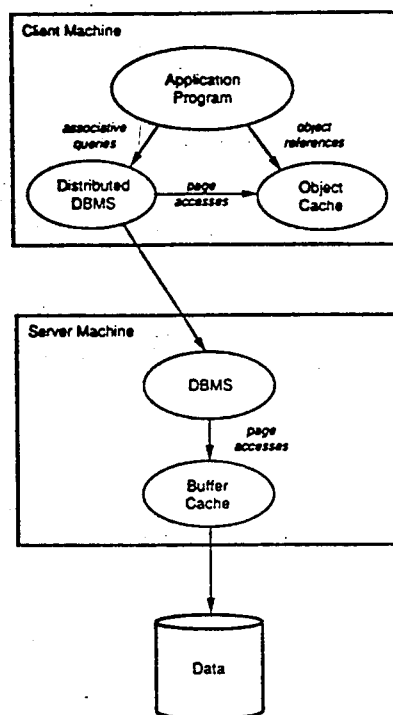 Client Machine
Application
Program
associative
queries
object
references
Distributed
DBMS
page
accesses
Object
Cache
Server Machine
DBMS
page
accesses
Buffer
Cache
Data